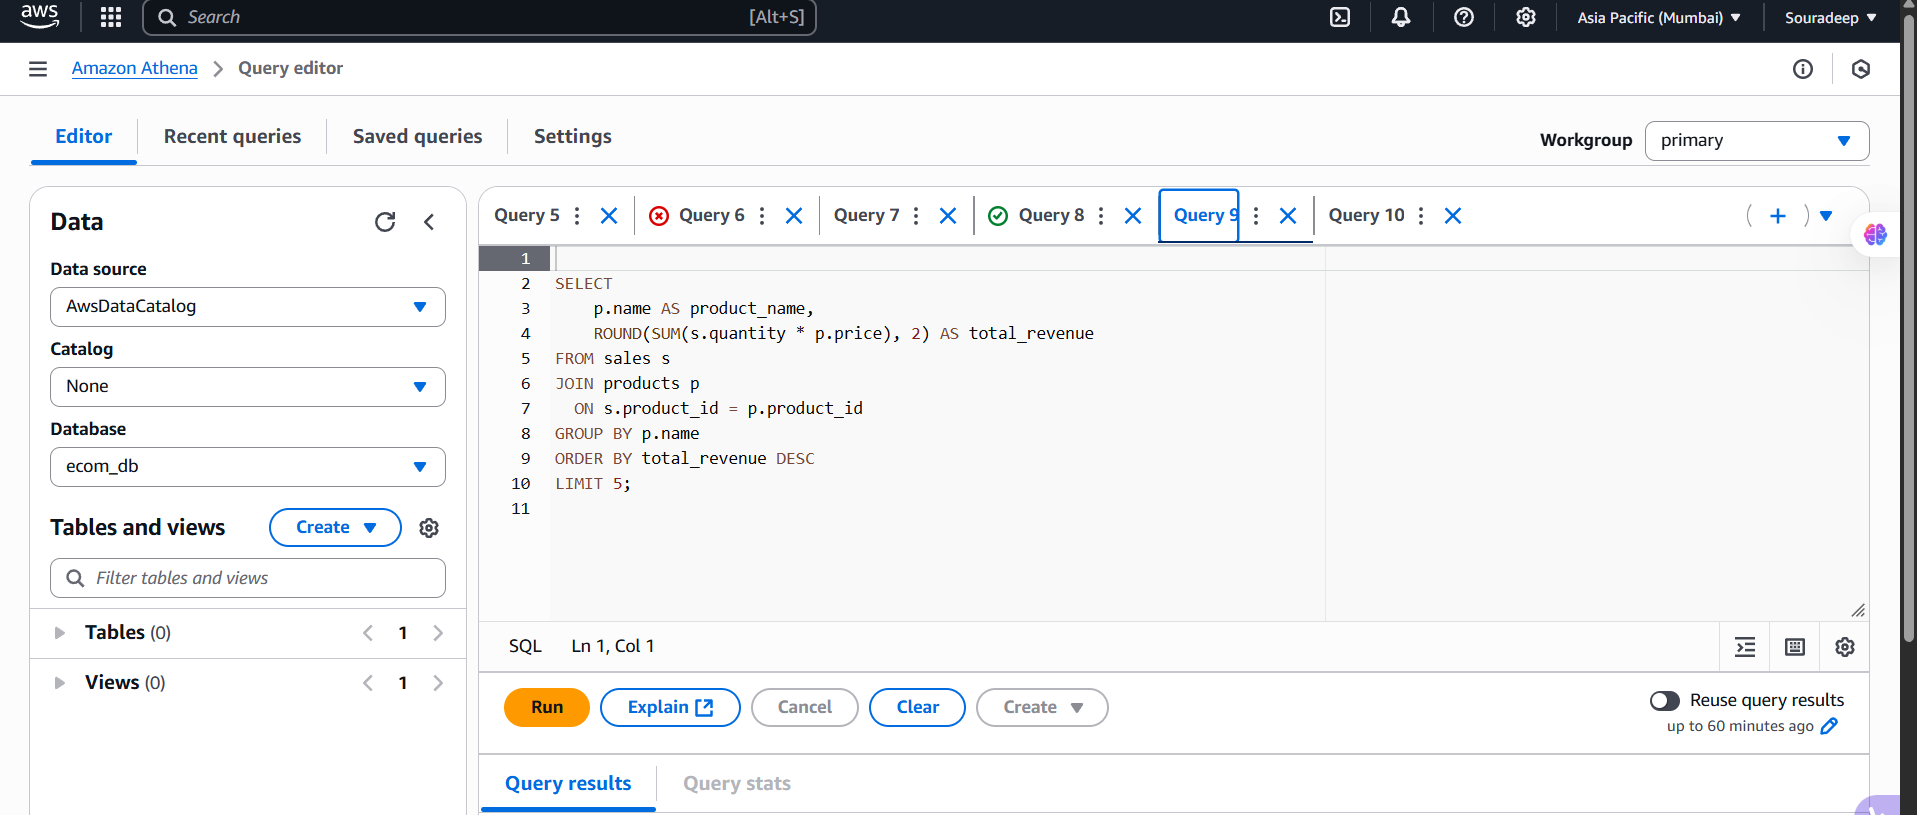 aws
Search [Alt+S]
Asia Pacific (Mumbai)
Souradeep
Amazon Athena > Query editor
Editor
Recent queries
Saved queries
Settings
Workgroup
primary
Data
Data source
AwsDataCatalog
Catalog
None
Database
ecom_db
Tables and views
Create
Filter tables and views
Tables (0) < 1 >
Views (0) < 1 >
Query 5
Query 6
Query 7
Query 8
Query 9
Query 10
1
2 SELECT
3 p.name AS product_name,
4 ROUND(SUM(s.quantity * p.price), 2) AS total_revenue
5 FROM sales s
6 JOIN products p
7 ON s.product_id = p.product_id
8 GROUP BY p.name
9 ORDER BY total_revenue DESC
10 LIMIT 5;
11
SQL Ln 1, Col 1
Run
Explain
Cancel
Clear
Create
Reuse query results
up to 60 minutes ago
Query results
Query stats